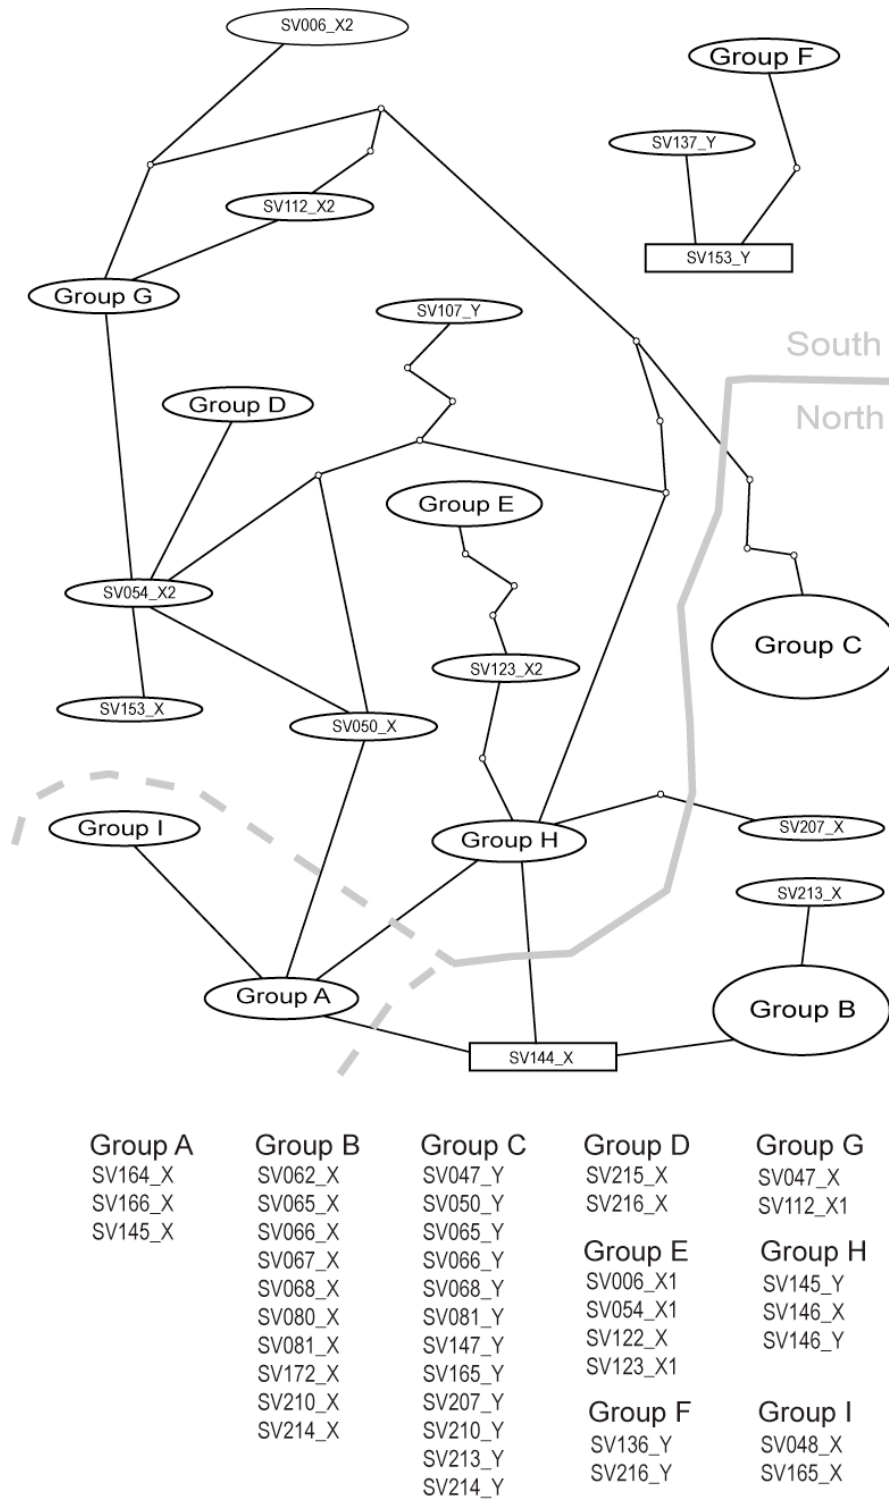 SV006_X2
Group F
SV137_Y
SV112_X2
SV153_Y
Group G
SV107_Y
South
Group D
North
Group E
SV054_X2
Group C
SV123_X2
SV153_X
SV050_X
Group I
Group H
SV207_X
SV213_X
Group A
Group B
SV144_X
Group A
SV164_X
SV166_X
SV145_X
Group B
SV062_X
SV065_X
SV066_X
SV067_X
SV068_X
SV080_X
SV081_X
SV172_X
SV210_X
SV214_X
Group C
SV047_Y
SV050_Y
SV065_Y
SV066_Y
SV068_Y
SV081_Y
SV147_Y
SV165_Y
SV207_Y
SV210_Y
SV213_Y
SV214_Y
Group D
SV215_X
SV216_X
Group E
SV006_X1
SV054_X1
SV122_X
SV123_X1
Group F
SV136_Y
SV216_Y
Group G
SV047_X
SV112_X1
Group H
SV145_Y
SV146_X
SV146_Y
Group I
SV048_X
SV165_X